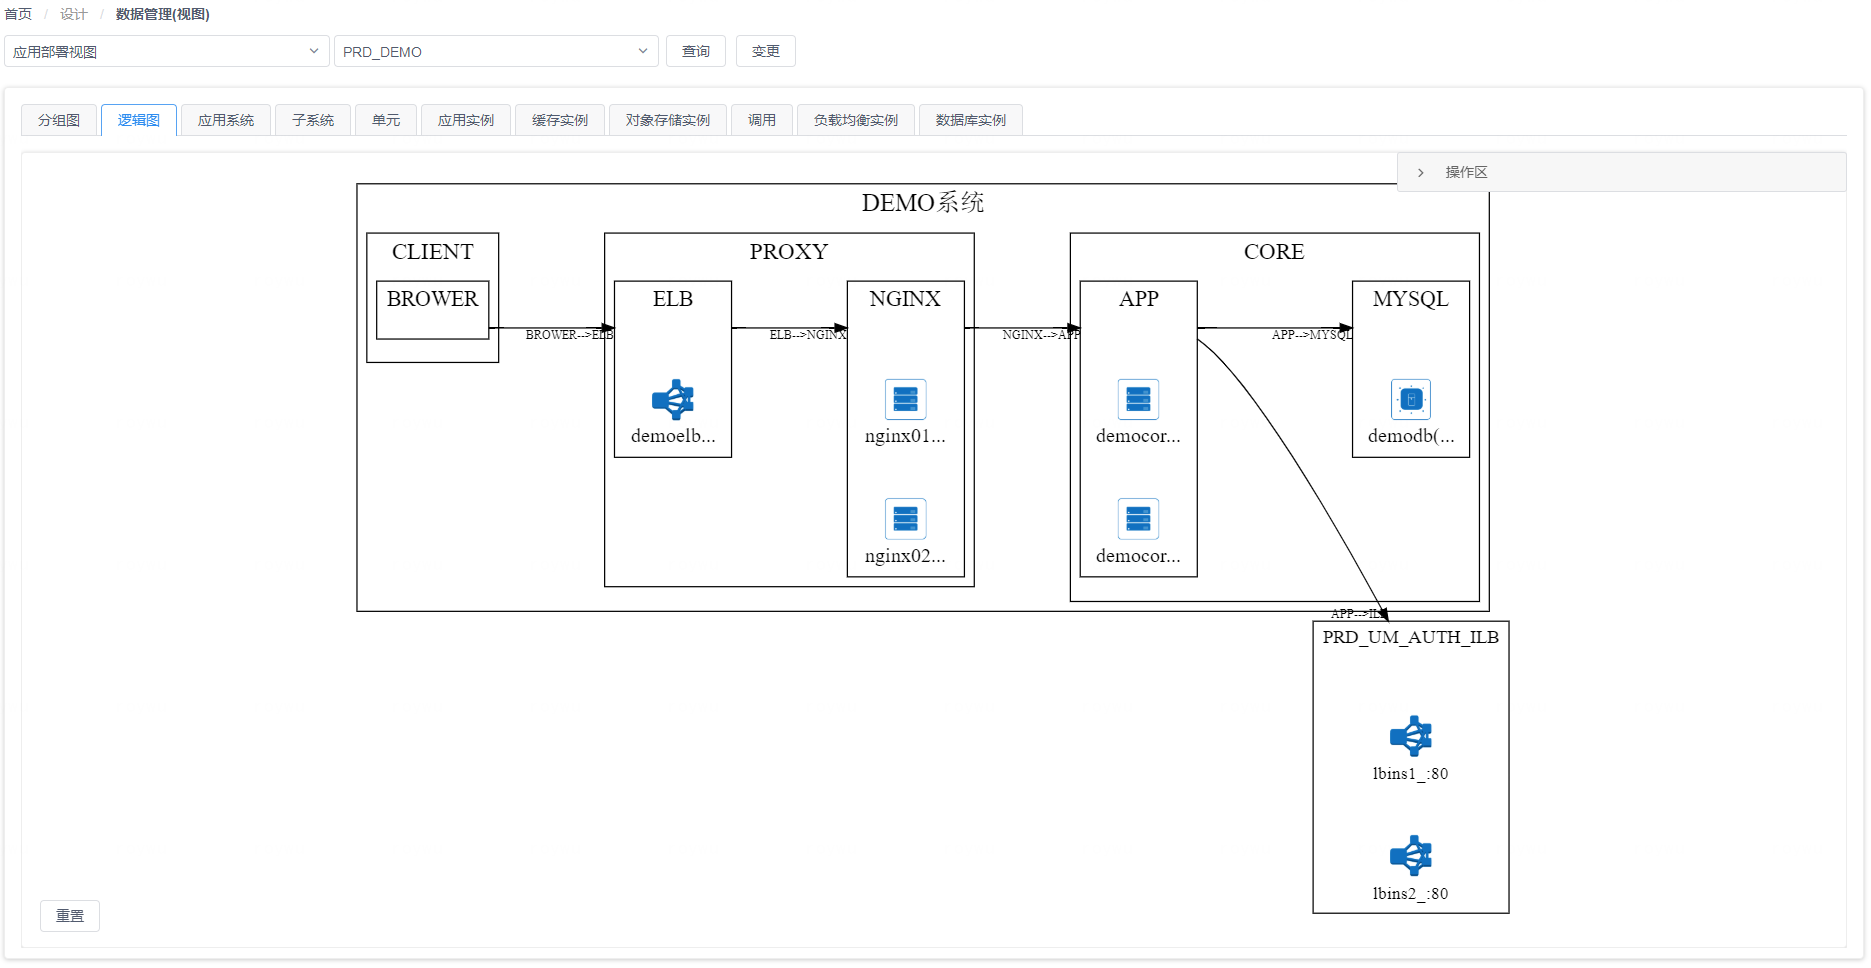 首页 / 设计 / 数据管理(视图)
应用部署视图 PRD_DEMO 查询 变更
分组图 逻辑图 应用系统 子系统 单元 应用实例 缓存实例 对象存储实例 调用 负载均衡实例 数据库实例
操作区
DEMO系统
CLIENT PROXY CORE
BROWER ELB NGINX APP MYSQL
BROWER-->ELB ELB-->NGINX NGINX-->APP APP-->MYSQL
demoelb... nginx01... democor... demodb(...
nginx02... democor...
APP-->ILB
PRD_UM_AUTH_ILB
lbins1_:80
lbins2_:80
重置